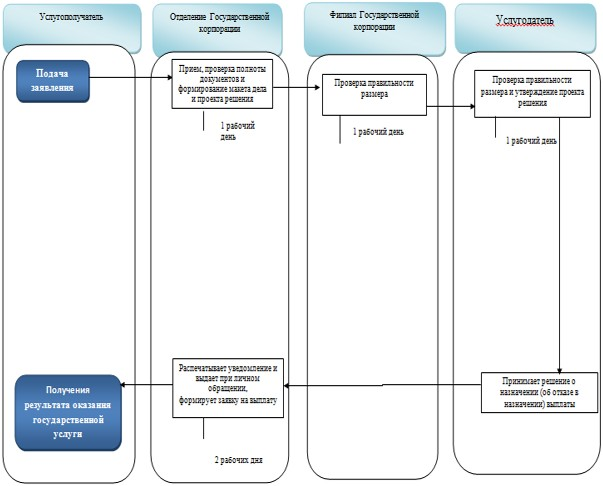 Услугополучатель
Отделение Государственной
корпорации
Филиал Государственной
корпорации
Услугодатель
Подача
заявления
Прием, проверка полноты
документов и
формирование макета дела
и проекта решения
1 рабочий
день
Проверка правильности
размера
1 рабочий день
Проверка правильности
размера и утверждение проекта
решения
1 рабочий день
Получения
результата оказания
государственной
услуги
Распечатывает уведомление и
выдает при личном
обращении,
формирует заявку на выплату
2 рабочих дня
Принимает решение о
назначении (об отказе в
назначении) выплаты